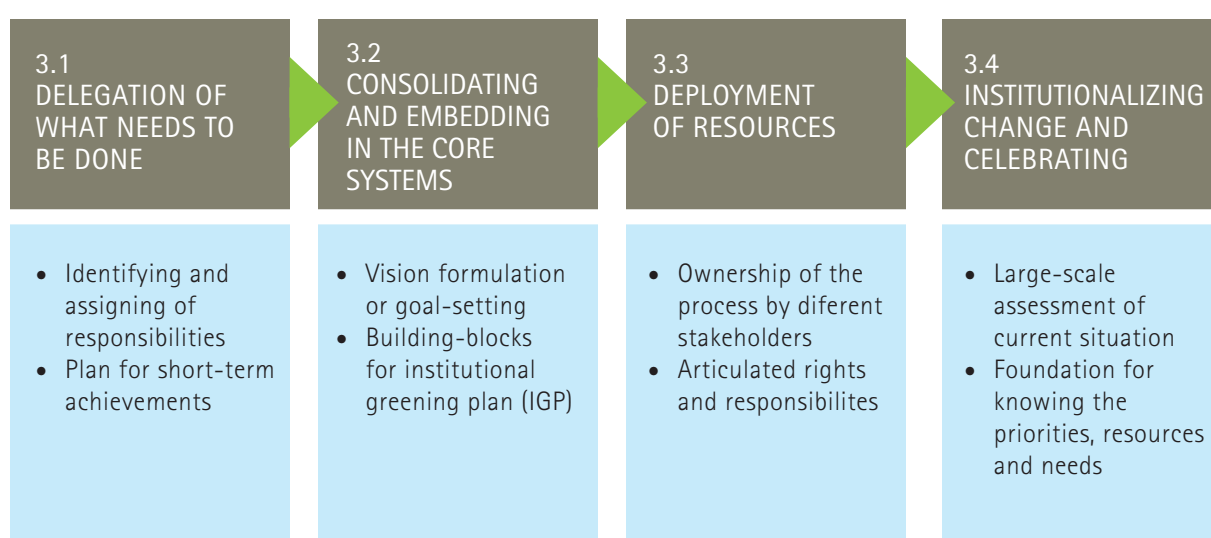 3.1
DELEGATION OF
WHAT NEEDS TO
BE DONE
• Identifying and
assigning of
responsibilities
• Plan for short-term
achievements
3.2
CONSOLIDATING
AND EMBEDDING
IN THE CORE
SYSTEMS
• Vision formulation
or goal-setting
• Building-blocks
for institutional
greening plan (IGP)
3.3
DEPLOYMENT
OF RESOURCES
• Ownership of the
process by diferent
stakeholders
• Articulated rights
and responsibilites
3.4
INSTITUTIONALIZING
CHANGE AND
CELEBRATING
• Large-scale
assessment of
current situation
• Foundation for
knowing the
priorities, resources
and needs